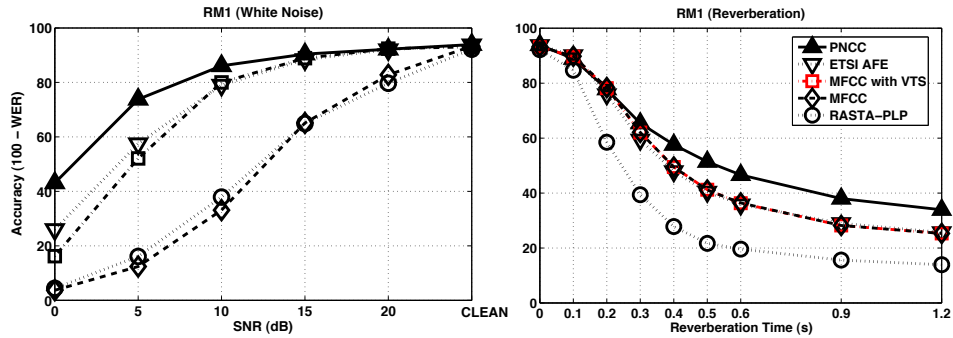 RM1 (White Noise)
Accuracy (100 − WER)
100
80
60
40
20
0
0 5 10 15 20 CLEAN
SNR (dB)
RM1 (Reverberation)
PNCC
ETSI AFE
MFCC with VTS
MFCC
RASTA−PLP
100
80
60
40
20
0
0 0.1 0.2 0.3 0.4 0.5 0.6 0.9 1.2
Reverberation Time (s)